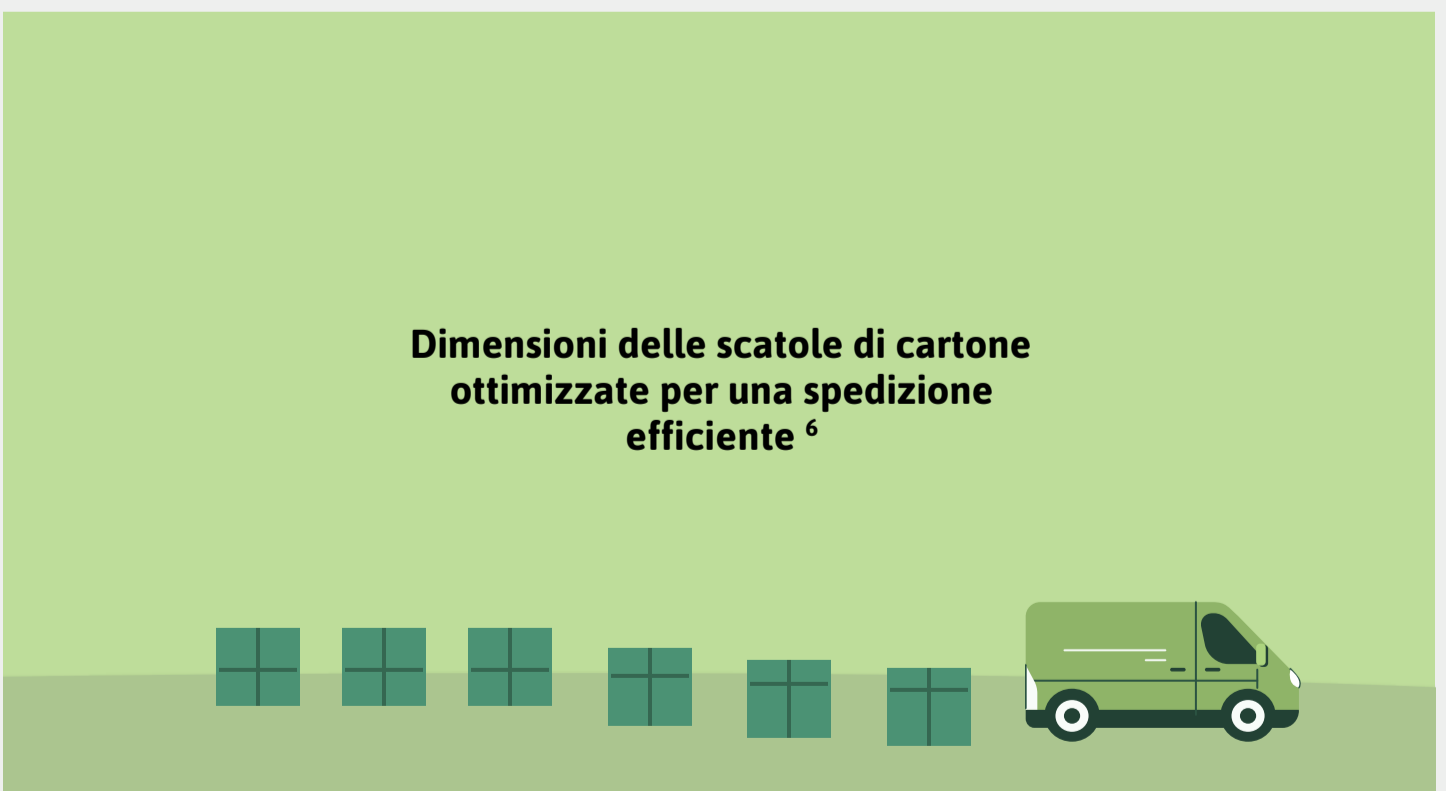 Dimensioni delle scatole di cartone
ottimizzate per una spedizione
efficiente ⁶